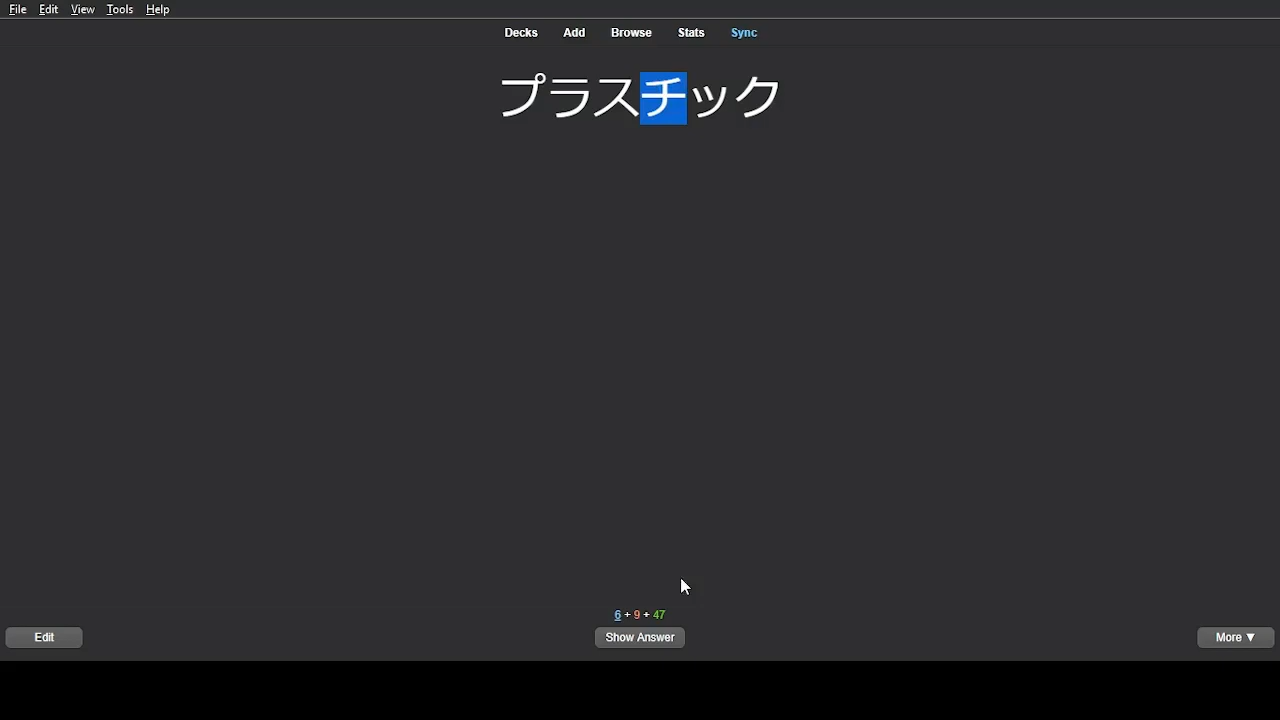 File Edit View Tools Help
Decks Add Browse Stats Sync
プラスチック
6 + 9 + 47
Edit Show Answer More ▼